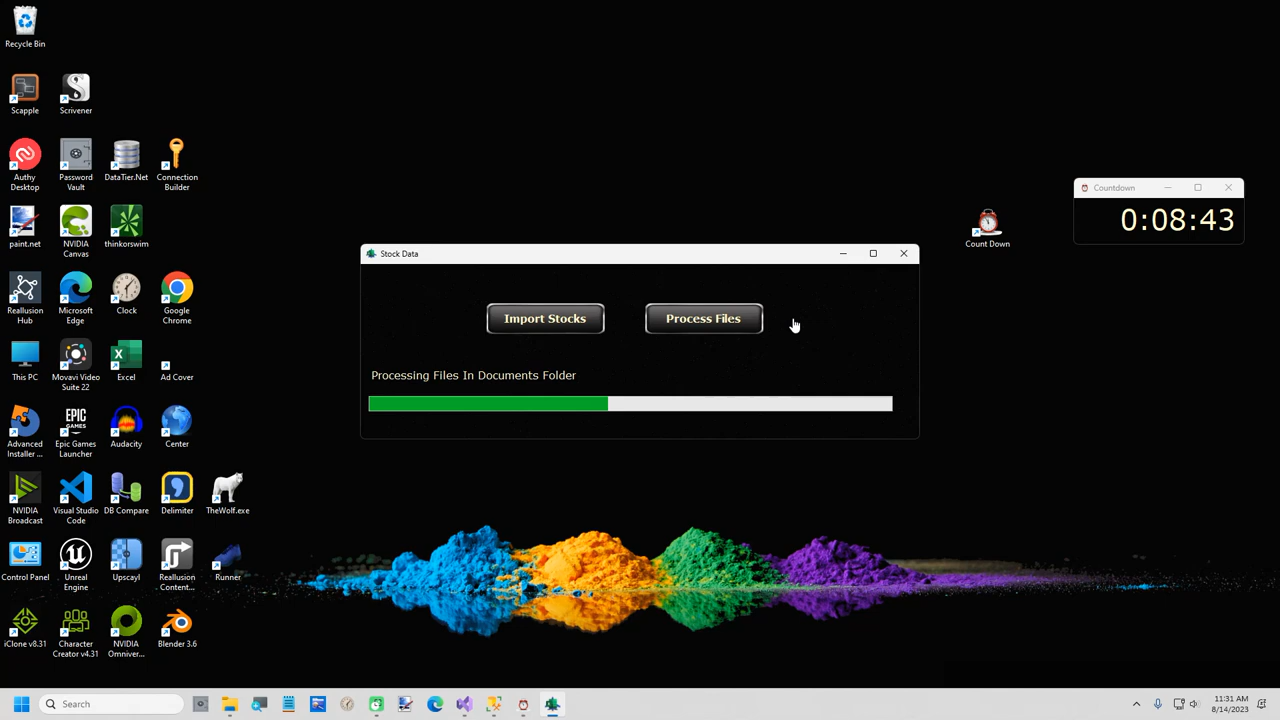 Recycle Bin
Scapple
Scrivener
Authy
Desktop
Password
Vault
DataTier.Net
Connection
Builder
paint.net
NVIDIA
Canvas
thinkorswim
Count Down
Countdown
0:08:43
Stock Data
Import Stocks
Process Files
Processing Files In Documents Folder
Reallusion
Hub
Microsoft
Edge
Clock
Google
Chrome
This PC
Movavi Video
Suite 22
Excel
Ad Cover
Advanced
Installer ...
Epic Games
Launcher
EPIC
GAMES
Audacity
Center
NVIDIA
Broadcast
Visual Studio
Code
DB Compare
Delimiter
TheWolf.exe
Control Panel
Unreal
Engine
Upscayl
Reallusion
Content...
Runner
iClone v8.31
Character
Creator v4.31
NVIDIA
Omniver...
Blender 3.6
Search
11:31 AM
8/14/2023